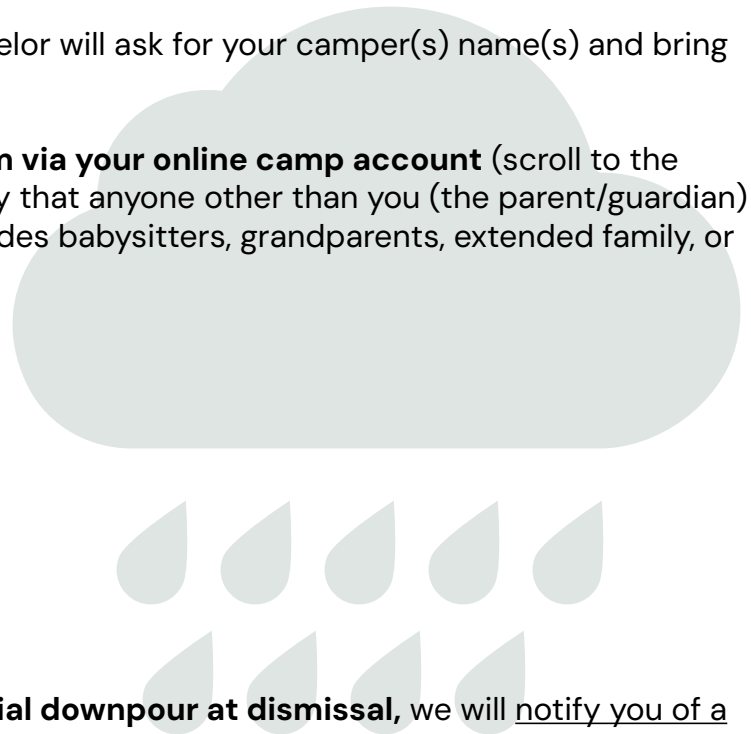 elor will ask for your camper(s) name(s) and bring
via your online camp account (scroll to the
that anyone other than you (the parent/guardian)
des babysitters, grandparents, extended family, or
ial downpour at dismissal, we will notify you of a